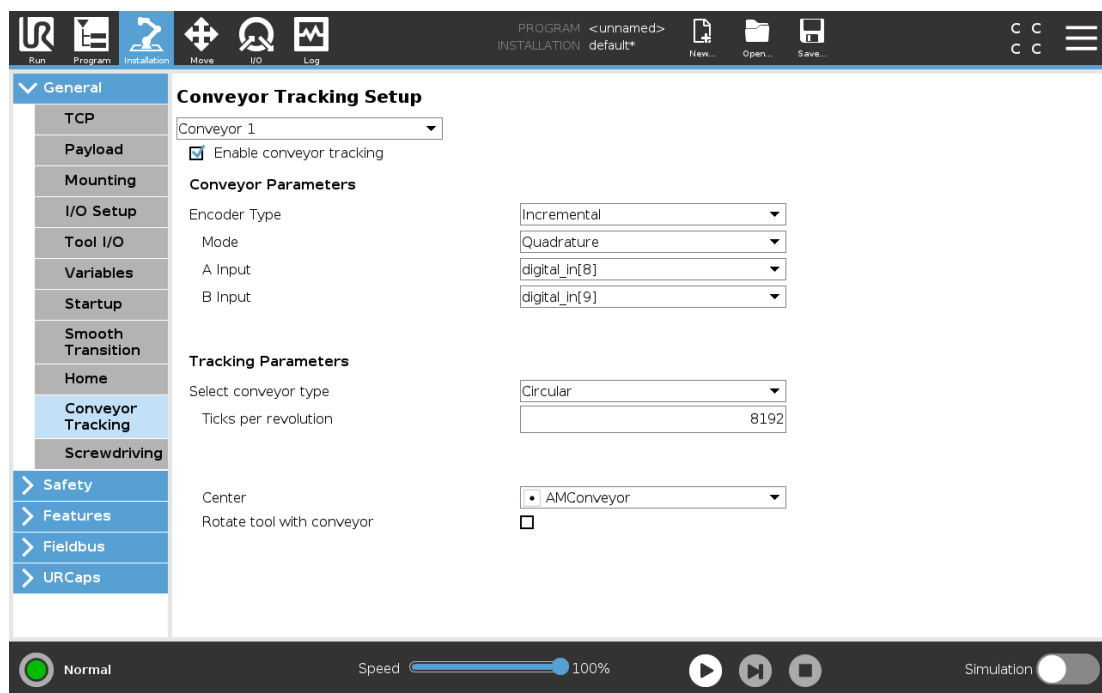 UR
PROGRAM <unnamed>
INSTALLATION default*
C C
C C
Run Program Installation Move I/O Log New... Open... Save...
General
TCP
Payload
Mounting
I/O Setup
Tool I/O
Variables
Startup
Smooth
Transition
Home
Conveyor
Tracking
Screwdriving
Safety
Features
Fieldbus
URCaps
Conveyor Tracking Setup
Conveyor 1
Enable conveyor tracking
Conveyor Parameters
Encoder Type Incremental
Mode Quadrature
A Input digital_in[8]
B Input digital_in[9]
Tracking Parameters
Select conveyor type Circular
Ticks per revolution 8192
Center AMConveyor
Rotate tool with conveyor
Normal Speed 100% Simulation